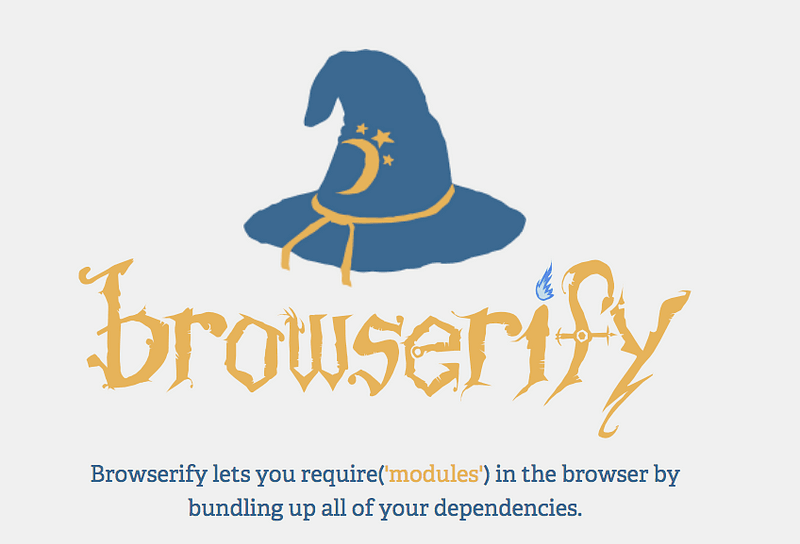 browserify
Browserify lets you require('modules') in the browser by
bundling up all of your dependencies.